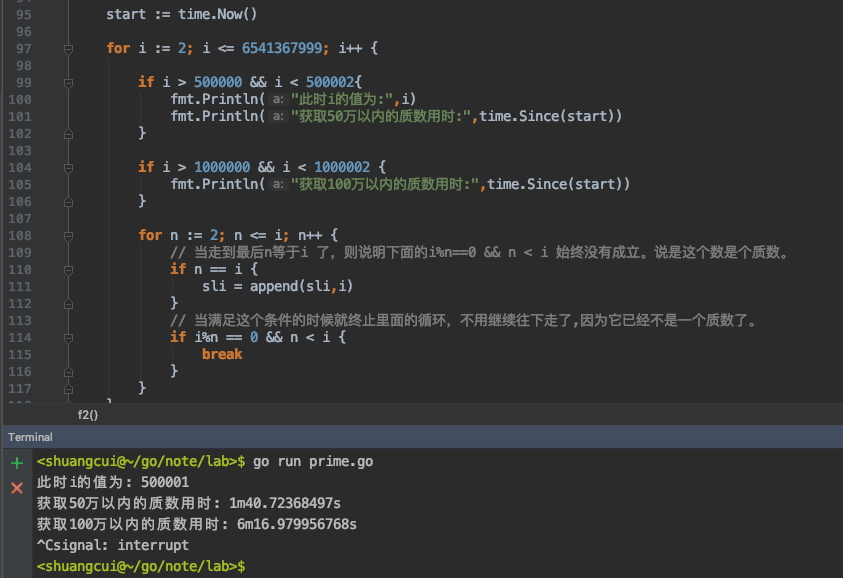 95 start := time.Now()
96
97 for i := 2; i <= 6541367999; i++ {
98
99 if i > 500000 && i < 500002{
100 fmt.Println( a: "此时i的值为:",i)
101 fmt.Println( a: "获取50万以内的质数用时:",time.Since(start))
102 }
103
104 if i > 1000000 && i < 1000002 {
105 fmt.Println( a: "获取100万以内的质数用时:",time.Since(start))
106 }
107
108 for n := 2; n <= i; n++ {
109 // 当走到最后n等于i 了，则说明下面的i%n==0 && n < i 始终没有成立。说是这个数是个质数。
110 if n == i {
111 sli = append(sli,i)
112 }
113 // 当满足这个条件的时候就终止里面的循环，不用继续往下走了,因为它已经不是一个质数了。
114 if i%n == 0 && n < i {
115 break
116 }
117 }
f2()
Terminal
<shuangcui@~/go/note/lab>$ go run prime.go
此时i的值为: 500001
获取50万以内的质数用时: 1m40.72368497s
获取100万以内的质数用时: 6m16.979956768s
^Csignal: interrupt
<shuangcui@~/go/note/lab>$